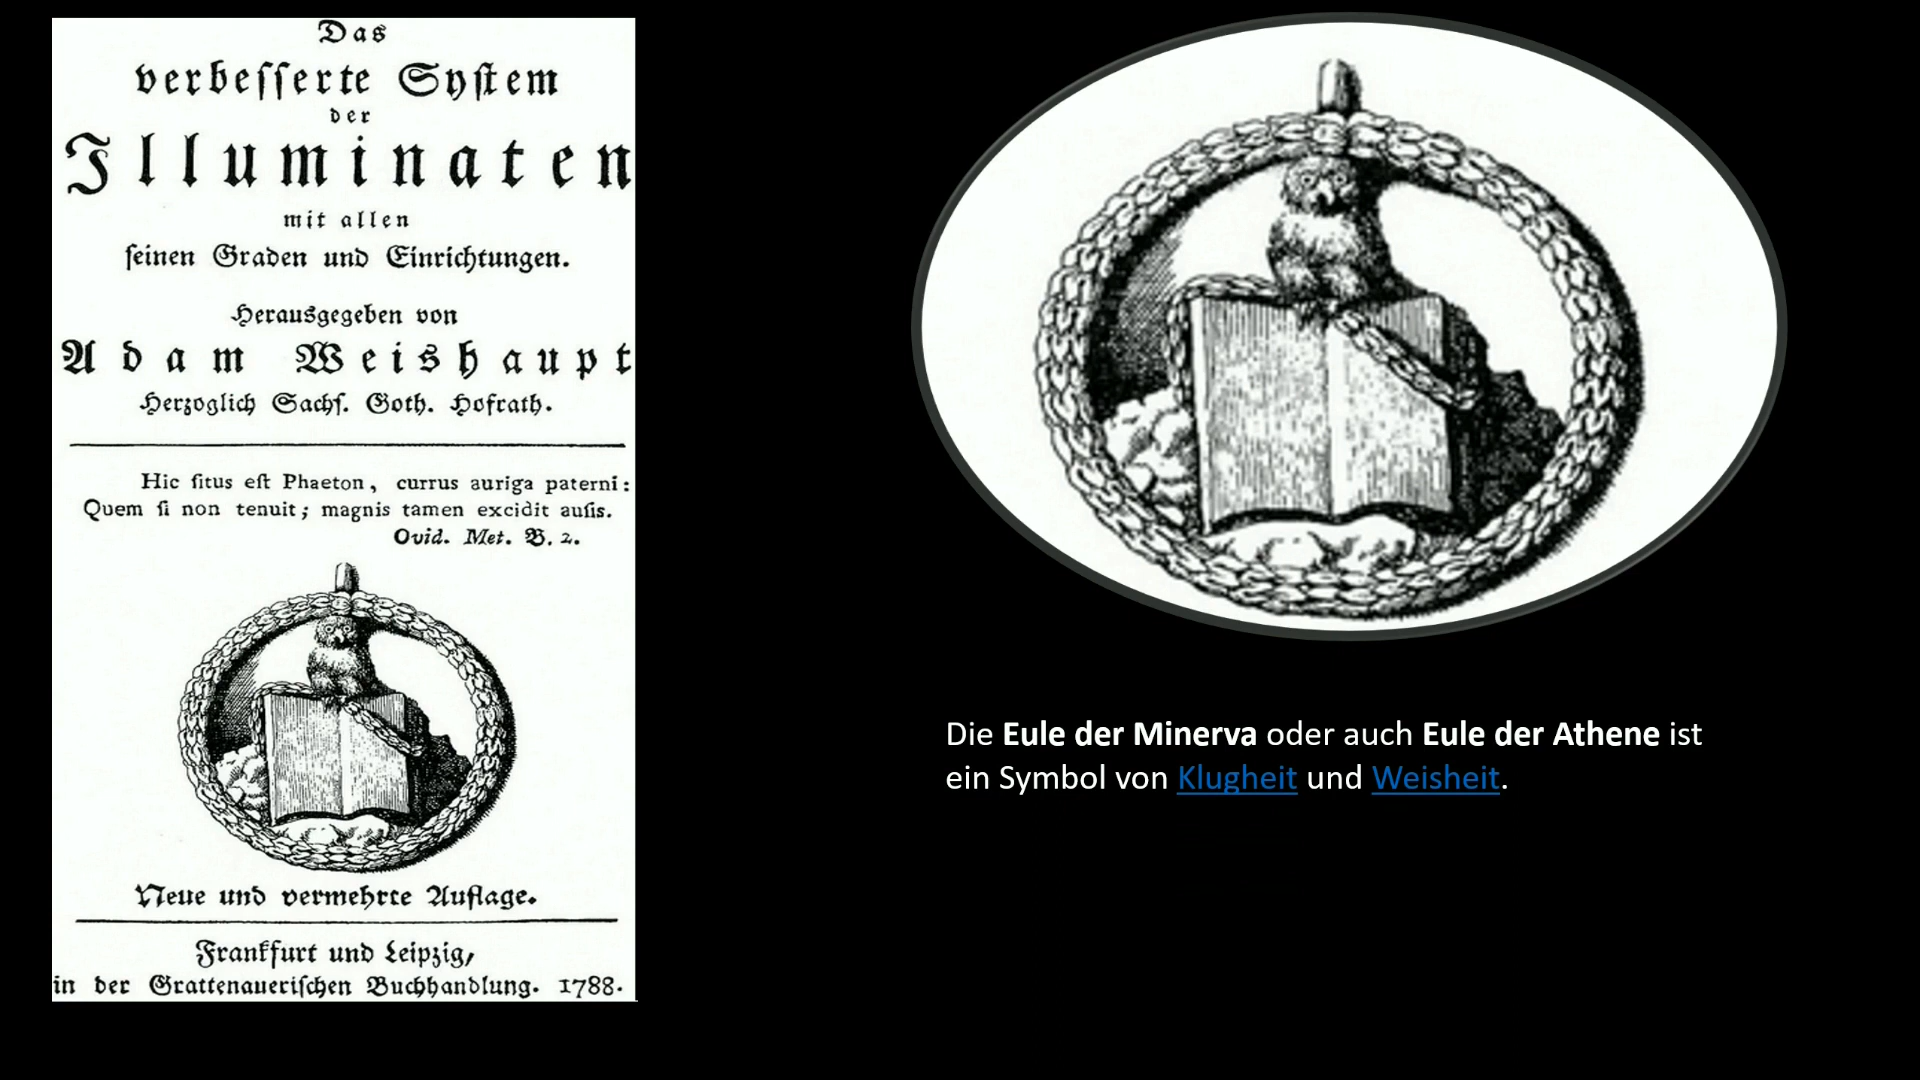 Das
verbeſſerte Syſtem
der
Illuminaten
mit allen
ſeinen Graden und Einrichtungen.
Herausgegeben von
Adam Weishaupt
Herzoglich Sachſ. Goth. Hofrath.
Hic ſitus eſt Phaeton, currus auriga paterni:
Quem ſi non tenuit; magnis tamen excidit auſis.
Ovid. Met. B. 2.
Neue und vermehrte Auflage.
Frankfurt und Leipzig,
in der Grattenaueriſchen Buchhandlung. 1788.
Die Eule der Minerva oder auch Eule der Athene ist
ein Symbol von Klugheit und Weisheit.